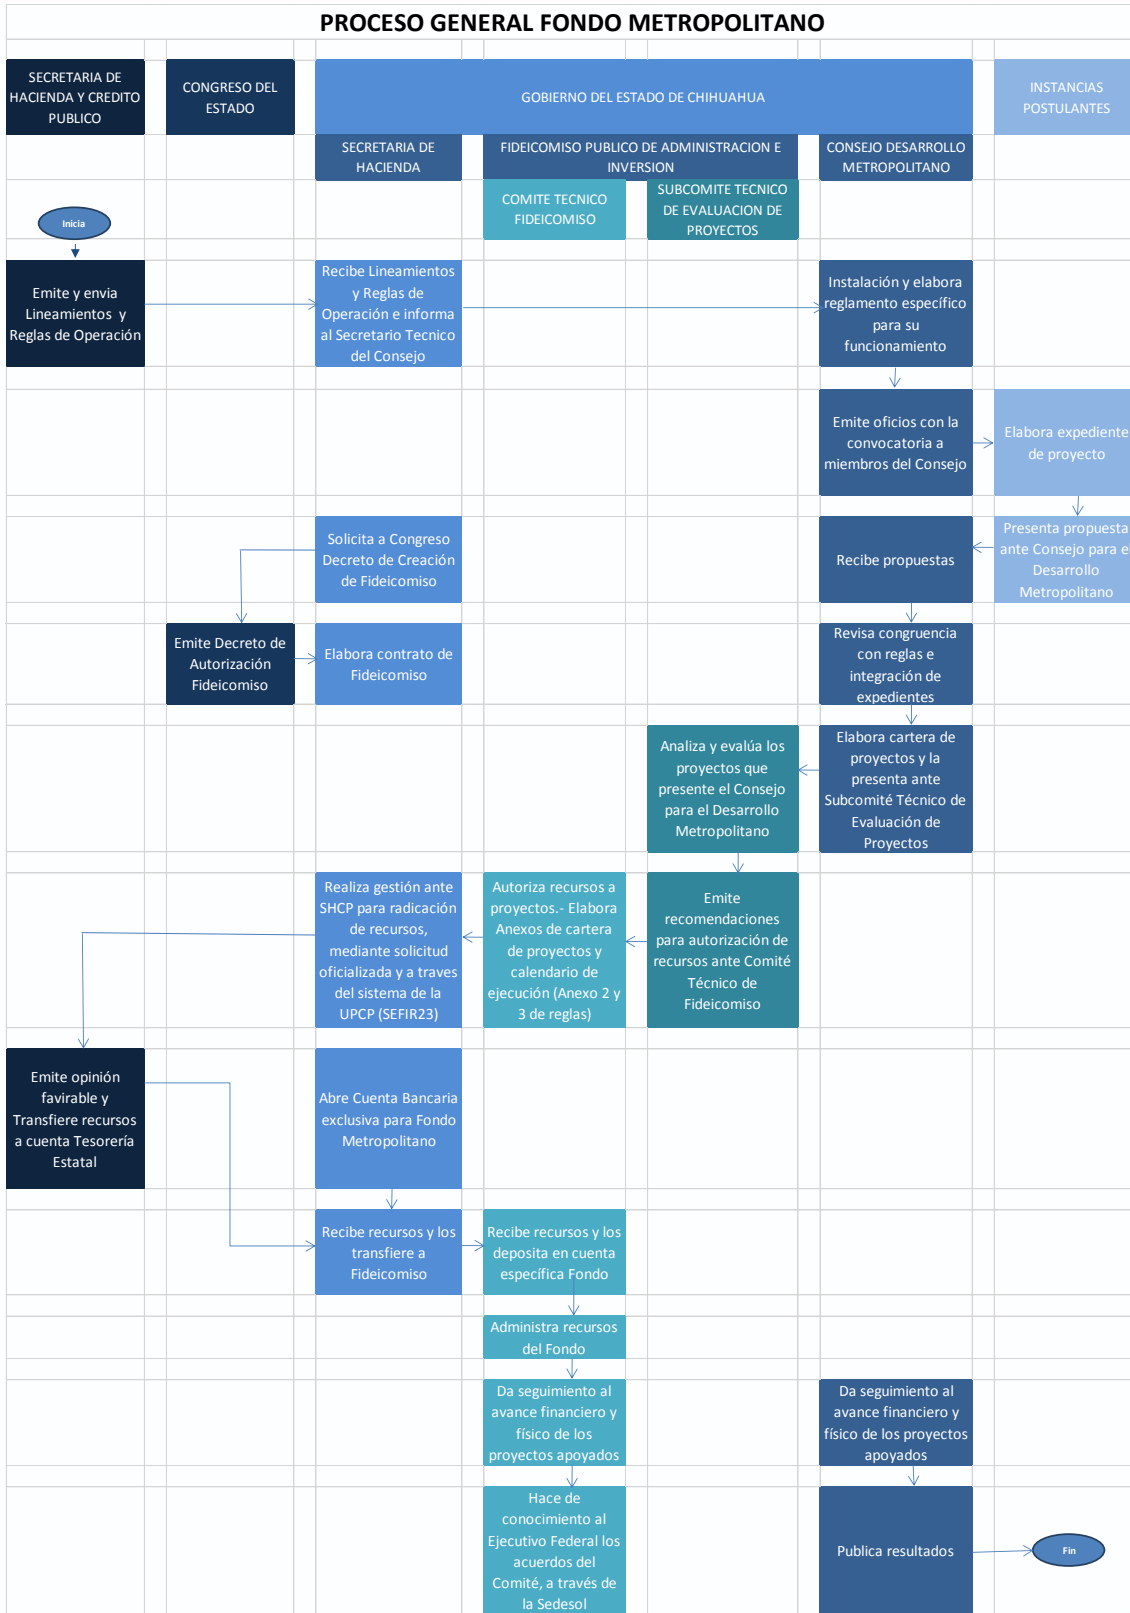 PROCESO GENERAL FONDO METROPOLITANO
SECRETARIA DE
HACIENDA Y CREDITO
PUBLICO
CONGRESO DEL
ESTADO
GOBIERNO DEL ESTADO DE CHIHUAHUA
INSTANCIAS
POSTULANTES
SECRETARIA DE
HACIENDA
FIDEICOMISO PUBLICO DE ADMINISTRACION E
INVERSION
CONSEJO DESARROLLO
METROPOLITANO
COMITE TECNICO
FIDEICOMISO
SUBCOMITE TECNICO
DE EVALUACION DE
PROYECTOS
Inicia
Emite y envia
Lineamientos y
Reglas de Operación
Recibe Lineamientos
y Reglas de
Operación e informa
al Secretario Tecnico
del Consejo
Instalación y elabora
reglamento específico
para su
funcionamiento
Emite oficios con la
convocatoria a
miembros del Consejo
Elabora expediente
de proyecto
Solicita a Congreso
Decreto de Creación
de Fideicomiso
Recibe propuestas
Presenta propuesta
ante Consejo para el
Desarrollo
Metropolitano
Emite Decreto de
Autorización
Fideicomiso
Elabora contrato de
Fideicomiso
Revisa congruencia
con reglas e
integración de
expedientes
Analiza y evalúa los
proyectos que
presente el Consejo
para el Desarrollo
Metropolitano
Elabora cartera de
proyectos y la
presenta ante
Subcomité Técnico de
Evaluación de
Proyectos
Realiza gestión ante
SHCP para radicación
de recursos,
mediante solicitud
oficializada y a traves
del sistema de la
UPCP (SEFIR23)
Autoriza recursos a
proyectos.- Elabora
Anexos de cartera
de proyectos y
calendario de
ejecución (Anexo 2 y
3 de reglas)
Emite
recomendaciones
para autorización de
recursos ante Comité
Técnico de
Fideicomiso
Emite opinión
favirable y
Transfiere recursos
a cuenta Tesorería
Estatal
Abre Cuenta Bancaria
exclusiva para Fondo
Metropolitano
Recibe recursos y los
transfiere a
Fideicomiso
Recibe recursos y los
deposita en cuenta
específica Fondo
Administra recursos
del Fondo
Da seguimiento al
avance financiero y
físico de los
proyectos apoyados
Da seguimiento al
avance financiero y
físico de los proyectos
apoyados
Hace de
conocimiento al
Ejecutivo Federal los
acuerdos del
Comité, a través de
la Sedesol
Publica resultados
Fin